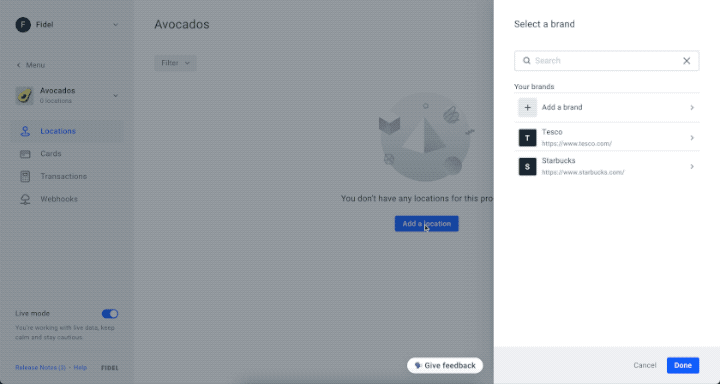 F Fidel
Menu
Avocados
0 locations
Locations
Cards
Transactions
Webhooks
Live mode
You're working with live data, keep
calm and stay cautious.
Release Notes (3) • Help
FIDEL
Avocados
Filter
You don't have any locations for this pro
Add a location
Give feedback
Select a brand
Search
Your brands
Add a brand
T Tesco
https://www.tesco.com/
S Starbucks
https://www.starbucks.com/
Cancel
Done